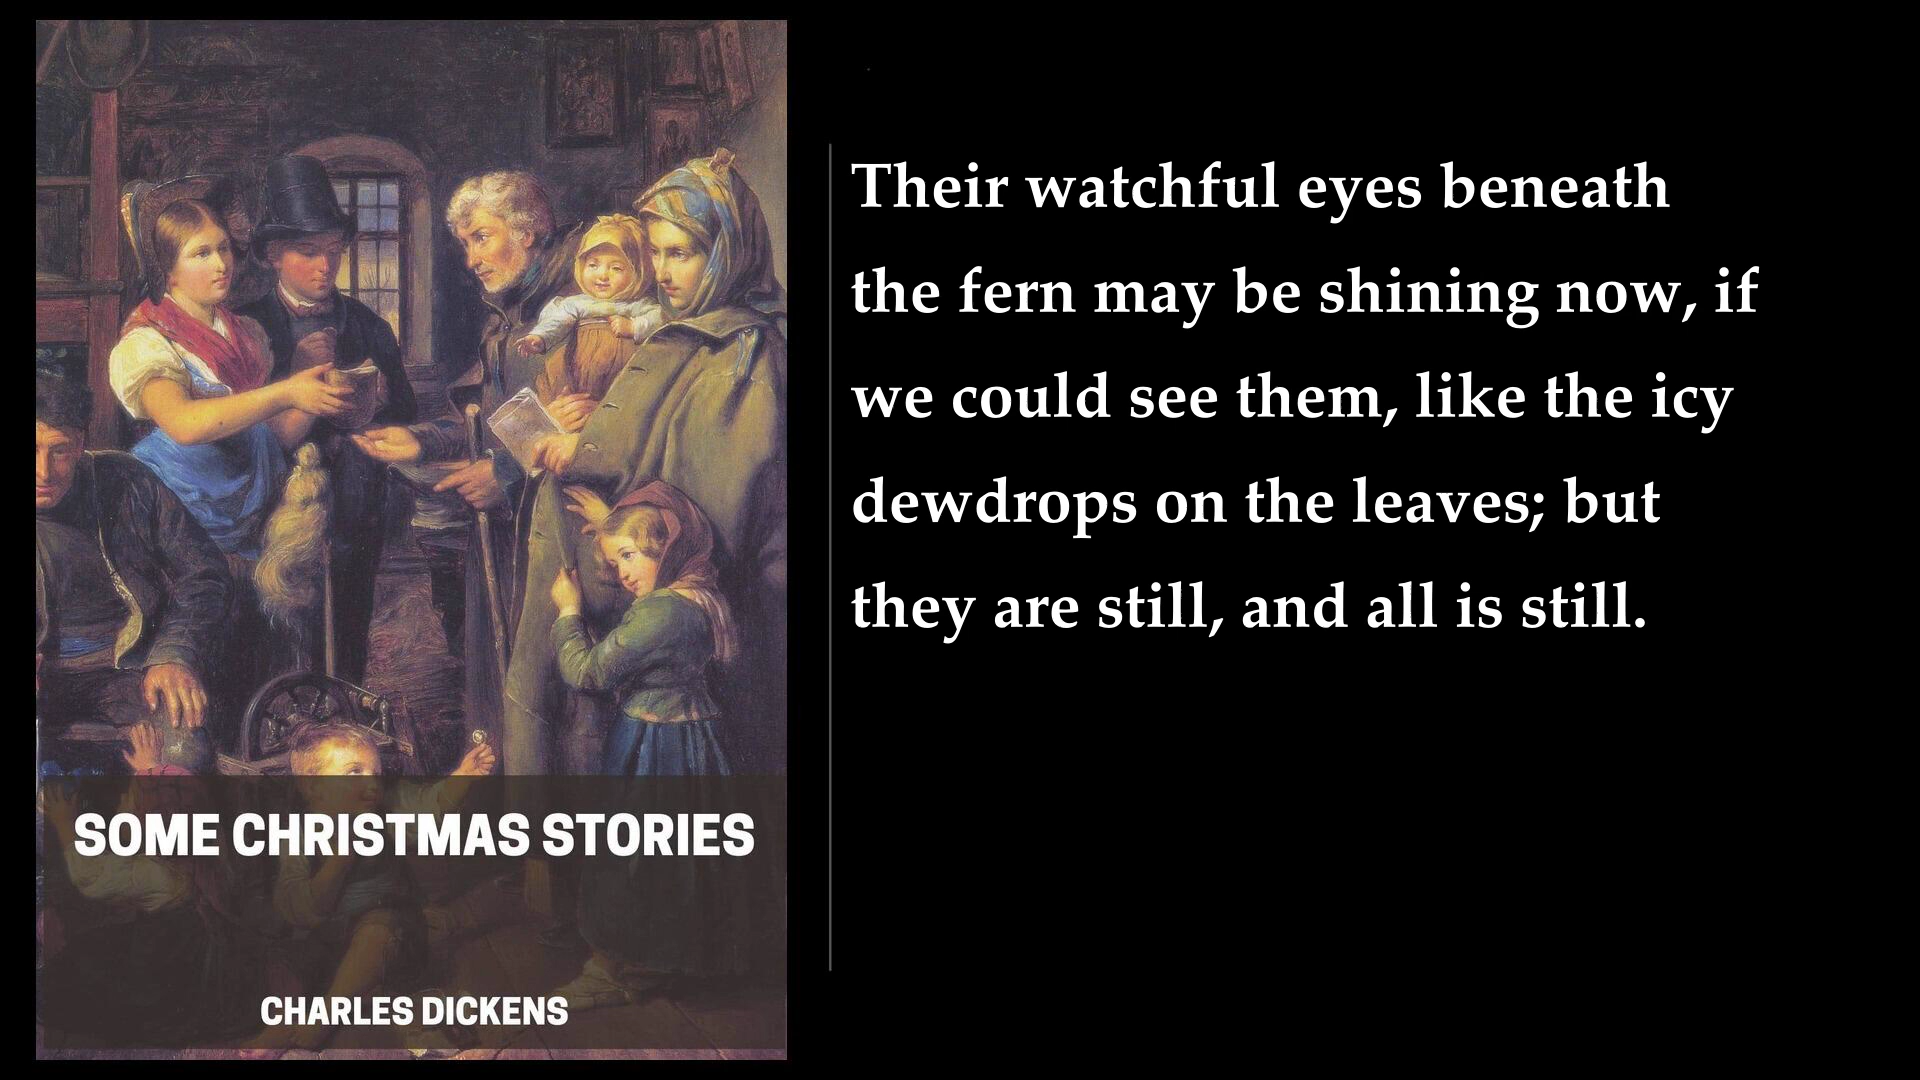 Their watchful eyes beneath
the fern may be shining now, if
we could see them, like the icy
dewdrops on the leaves; but
they are still, and all is still.
SOME CHRISTMAS STORIES
CHARLES DICKENS